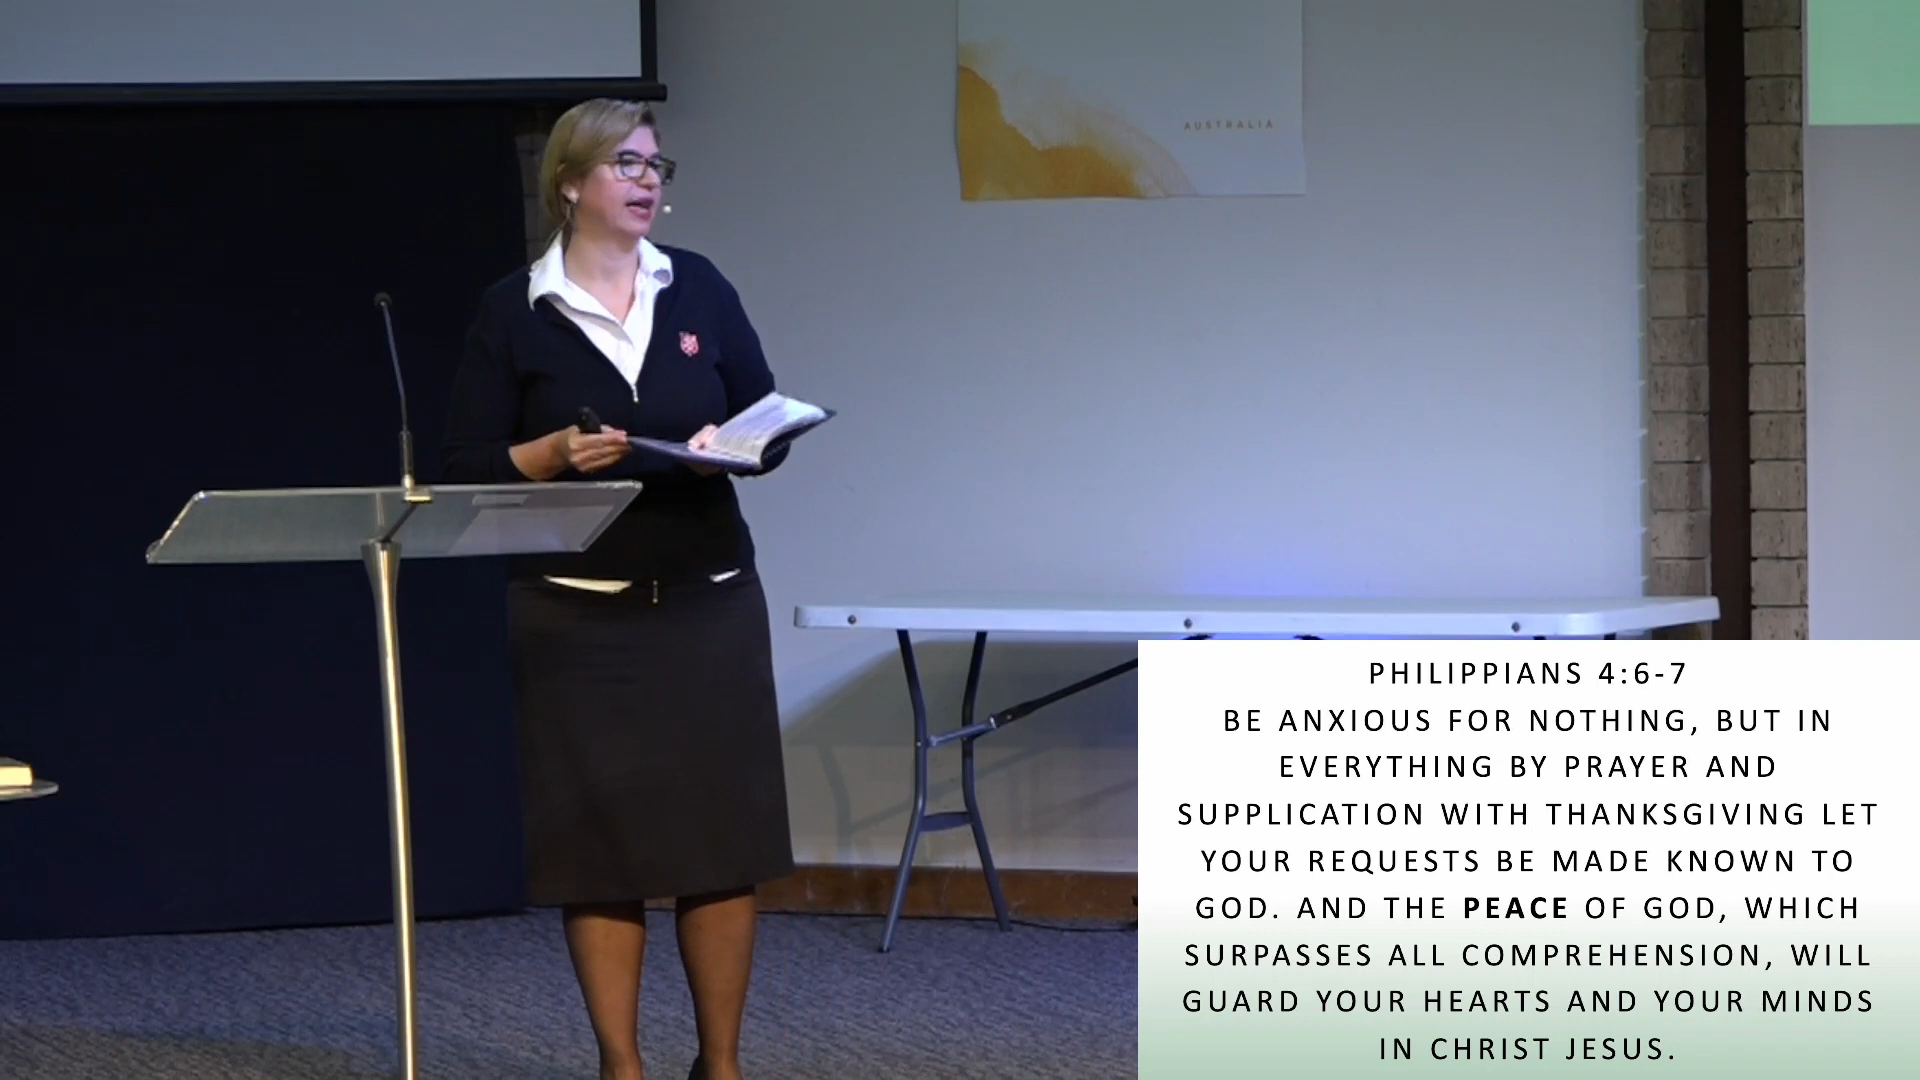 AUSTRALIA
PHILIPPIANS 4:6-7
BE ANXIOUS FOR NOTHING, BUT IN
EVERYTHING BY PRAYER AND
SUPPLICATION WITH THANKSGIVING LET
YOUR REQUESTS BE MADE KNOWN TO
GOD. AND THE PEACE OF GOD, WHICH
SURPASSES ALL COMPREHENSION, WILL
GUARD YOUR HEARTS AND YOUR MINDS
IN CHRIST JESUS.